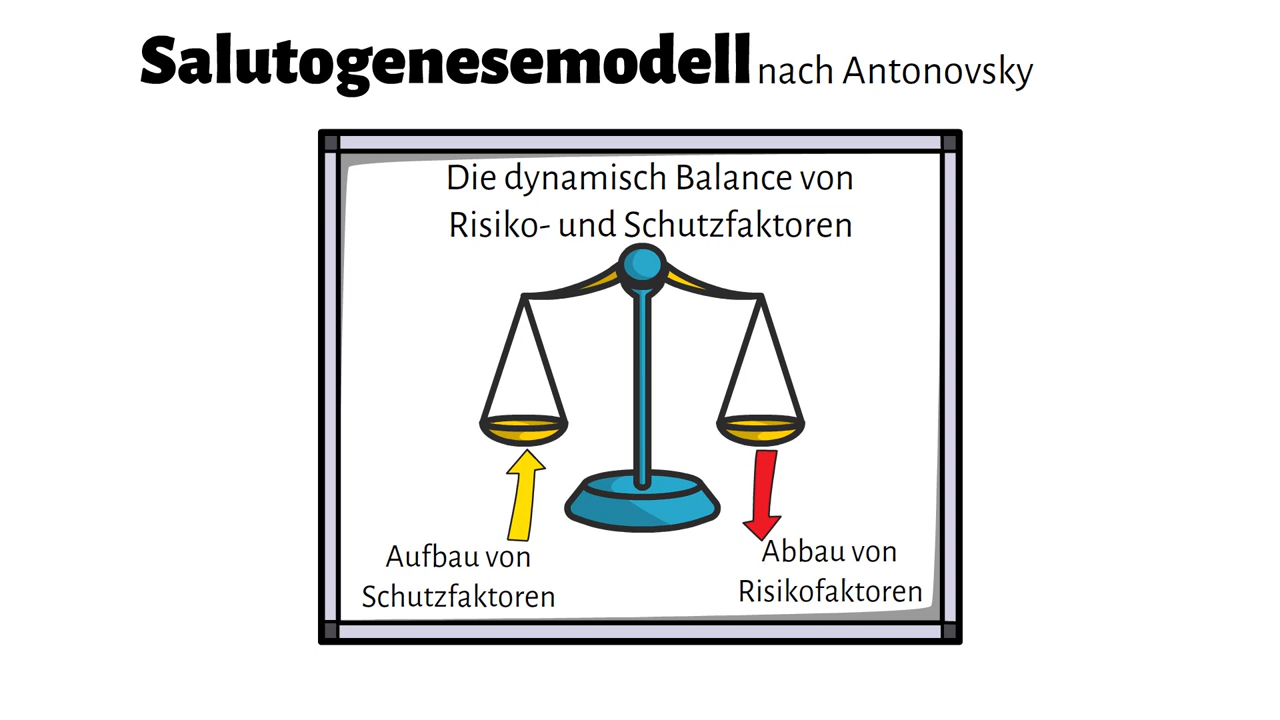 Salutogenesemodell nach Antonovsky
Die dynamisch Balance von
Risiko- und Schutzfaktoren
Aufbau von
Schutzfaktoren
Abbau von
Risikofaktoren